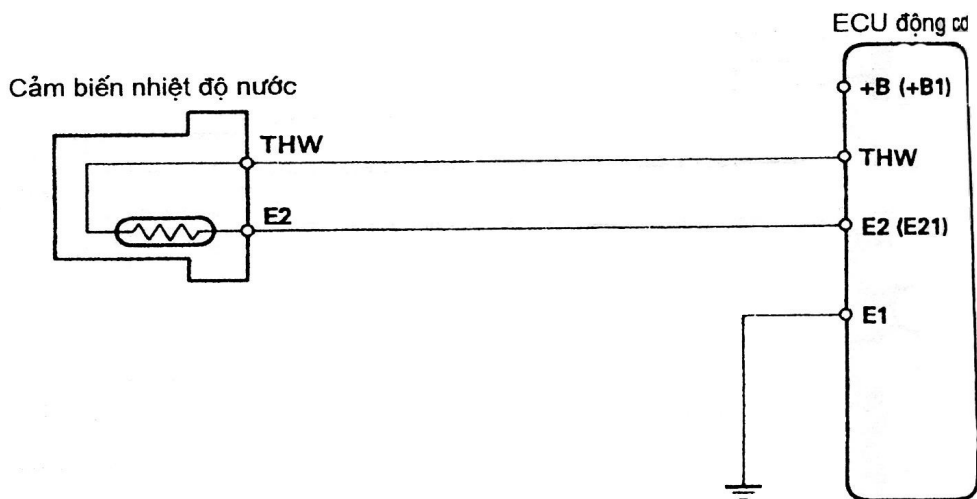 ECU động cơ
Cảm biến nhiệt độ nước
+B (+B1)
THW
THW
E2
E2 (E21)
E1